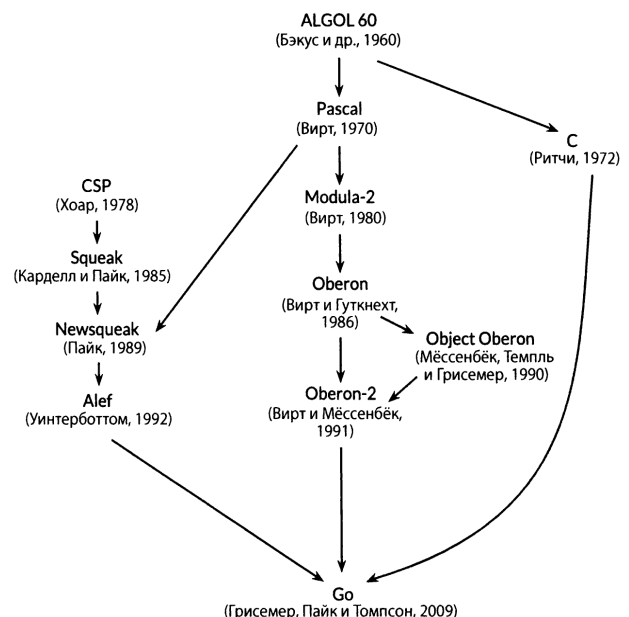 ALGOL 60
(Бэкус и др., 1960)
Pascal
(Вирт, 1970)
C
(Ритчи, 1972)
CSP
(Хоар, 1978)
Modula-2
(Вирт, 1980)
Squeak
(Карделл и Пайк, 1985)
Oberon
(Вирт и Гуткнехт,
1986)
Newsqueak
(Пайк, 1989)
Object Oberon
(Мёссенбёк, Темпль
и Грисемер, 1990)
Alef
(Уинтерботтом, 1992)
Oberon-2
(Вирт и Мёссенбёк,
1991)
Go
(Грисемер, Пайк и Томпсон, 2009)